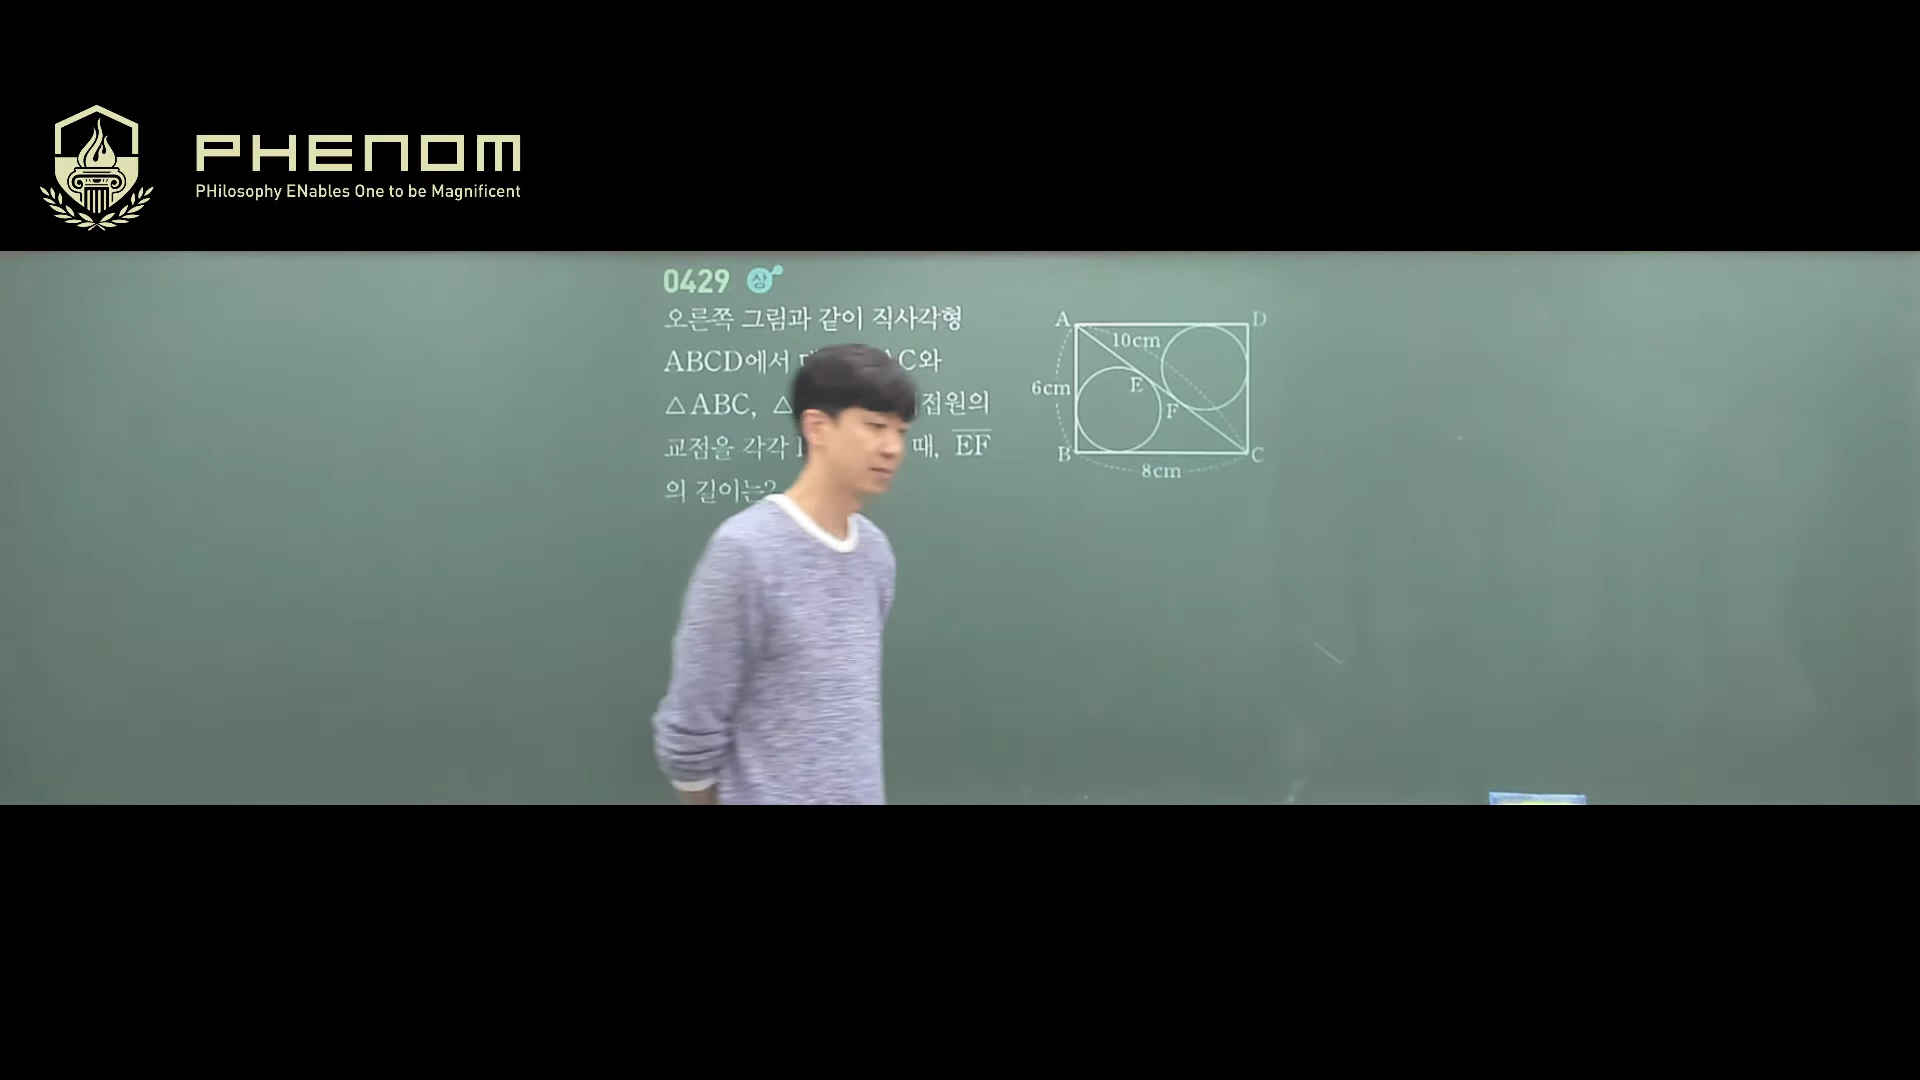 PHENOM
PHilosophy ENables One to be Magnificent
0429 상
오른쪽 그림과 같이 직사각형
ABCD에서 AC와
△ABC, △ 접원의
교점을 각각 때, EF
의 길이는?
A
D
10cm
6cm
E
F
B
C
8cm